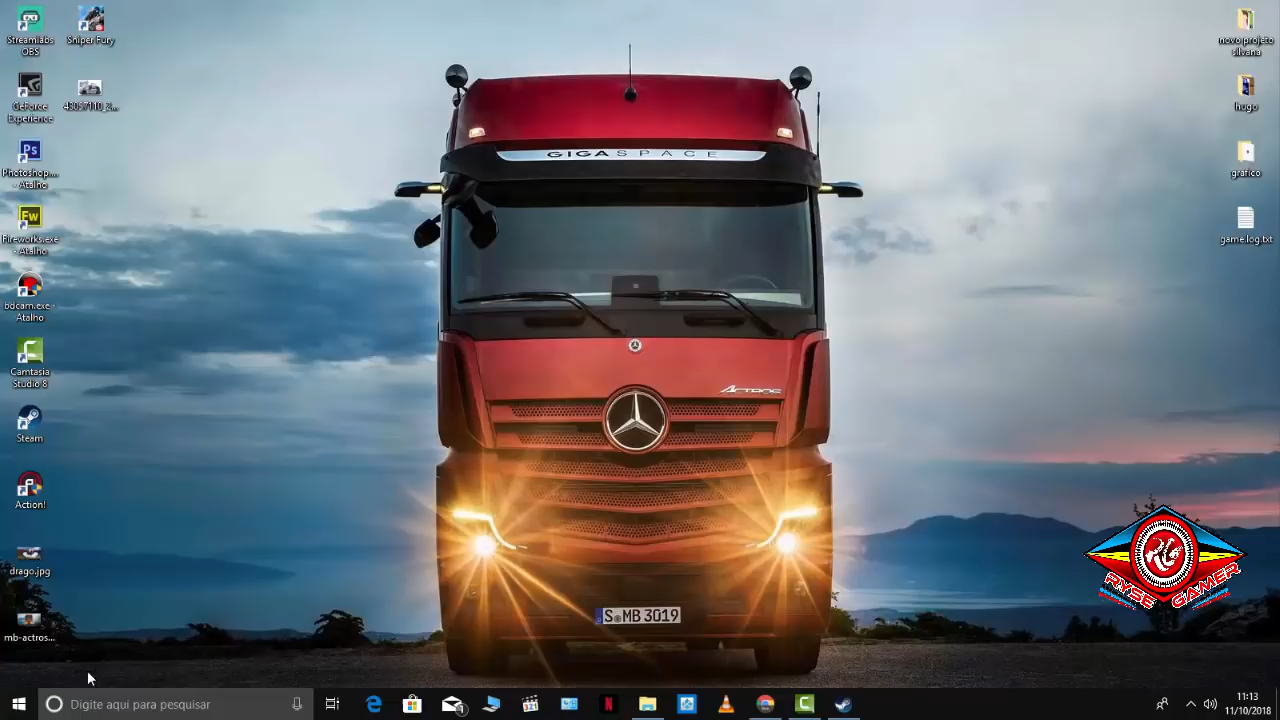 Streamlabs
OBS
Sniper Fury
GeForce
Experience
43097110_2...
Photoshop....
- Atalho
Fireworks.exe
- Atalho
bdcam.exe -
Atalho
Camtasia
Studio 8
Steam
Action!
drago.jpg
mb-actros...
novo projeto
silvana
hugo
grafico
game.log.txt
GIGASPACE
ACTROS
S MB 3019
RYSE GAMER
Digite aqui para pesquisar
321
N
11:13
11/10/2018